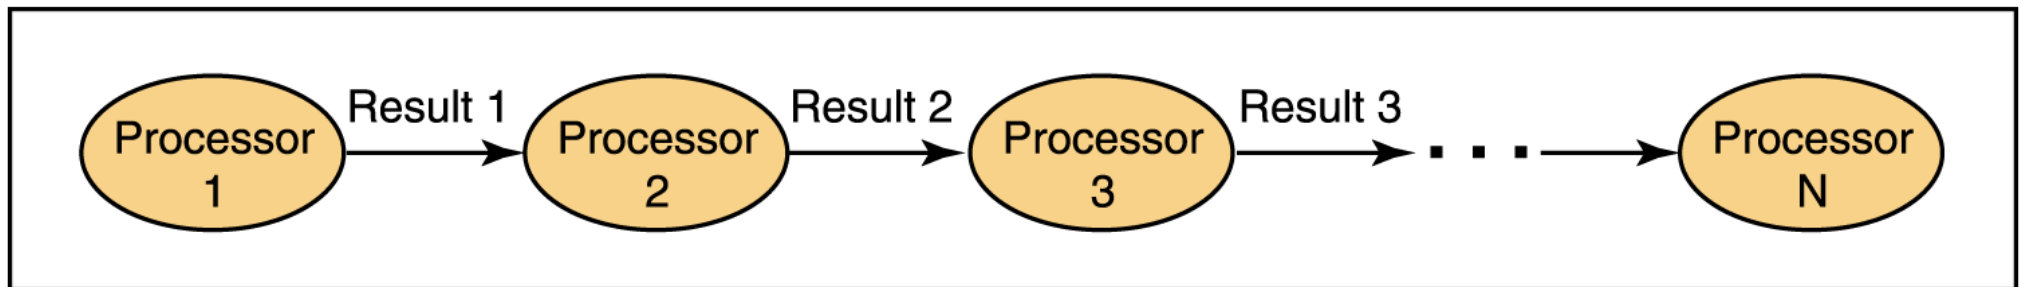 Processor
1
Result 1
Processor
2
Result 2
Processor
3
Result 3
. . .
Processor
N